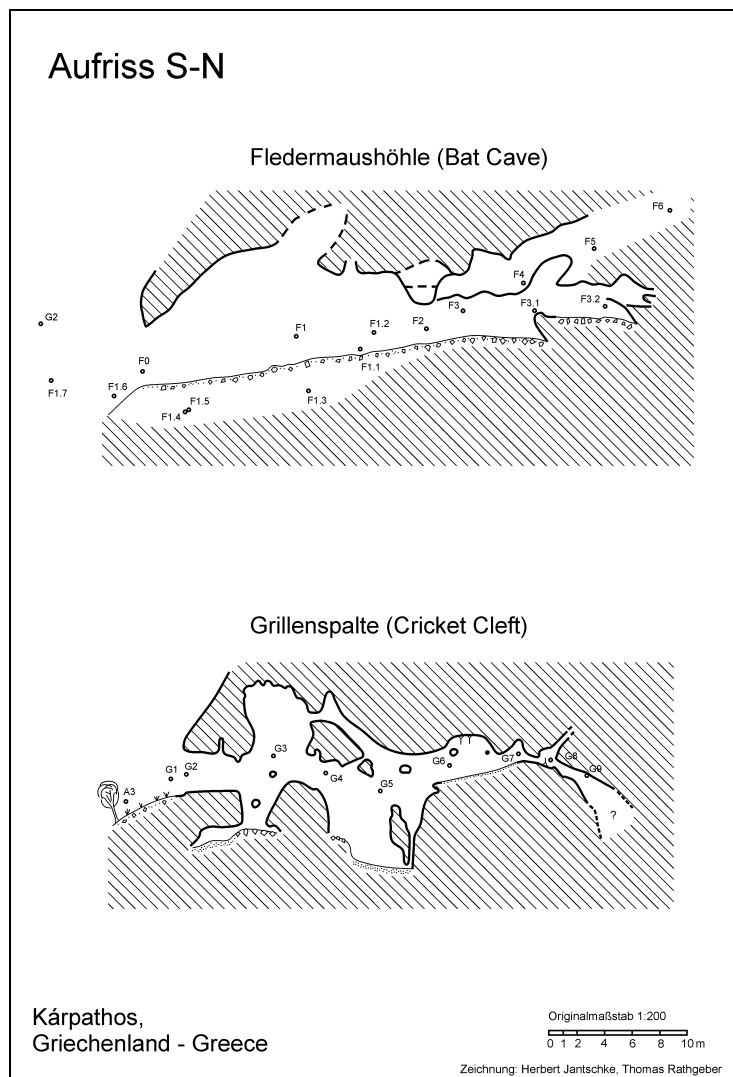 Aufriss S-N
Fledermaushöhle (Bat Cave)
F6
F5
F4
G2
F3
F3.1
F3.2
F1
F1.2
F2
F0
F1.1
F1.7
F1.6
F1.5
F1.4
F1.3
Grillenspalte (Cricket Cleft)
G3
G1
G2
G4
G5
G6
G7
G8
G9
A3
?
Kárpathos,
Griechenland - Greece
Originalmaßstab 1:200
0 1 2 4 6 8 10 m
Zeichnung: Herbert Jantschke, Thomas Rathgeber